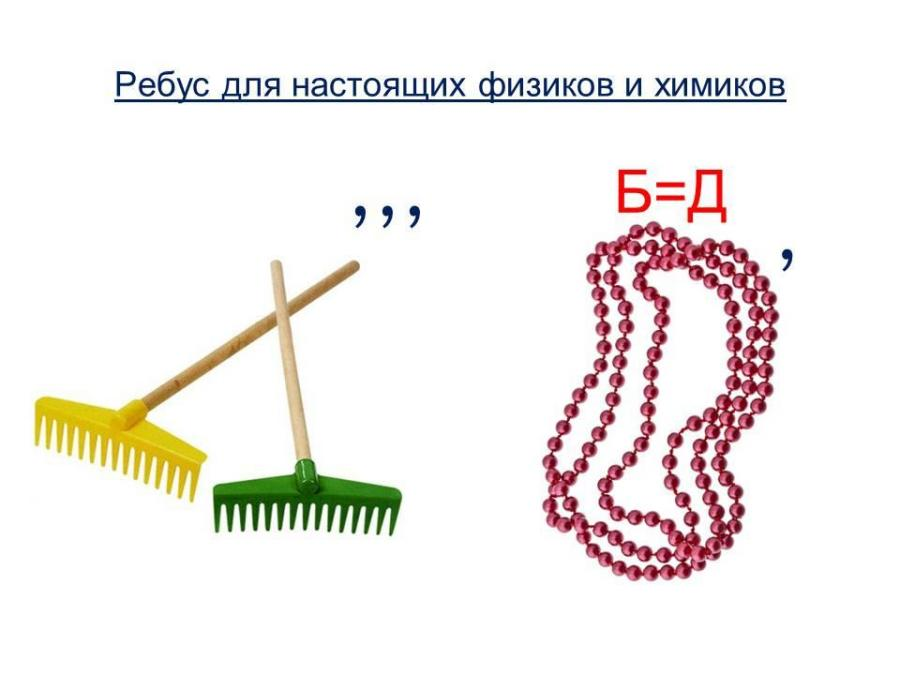 Ребус для настоящих физиков и химиков
, , ,
Б=Д
,